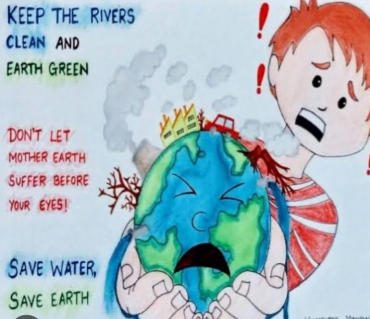 KEEP THE RIVERS
CLEAN AND
EARTH GREEN
DON'T LET
MOTHER EARTH
SUFFER BEFORE
YOUR EYES!
SAVE WATER,
SAVE EARTH